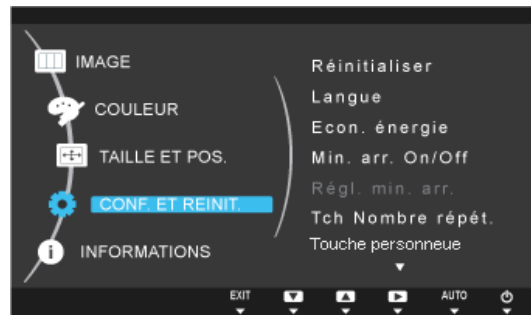 IMAGE
COULEUR
TAILLE ET POS.
CONF. ET REINIT.
INFORMATIONS
Réinitialiser
Langue
Econ. énergie
Min. arr. On/Off
Régl. min. arr.
Tch Nombre répét.
Touche personneue
EXIT
AUTO